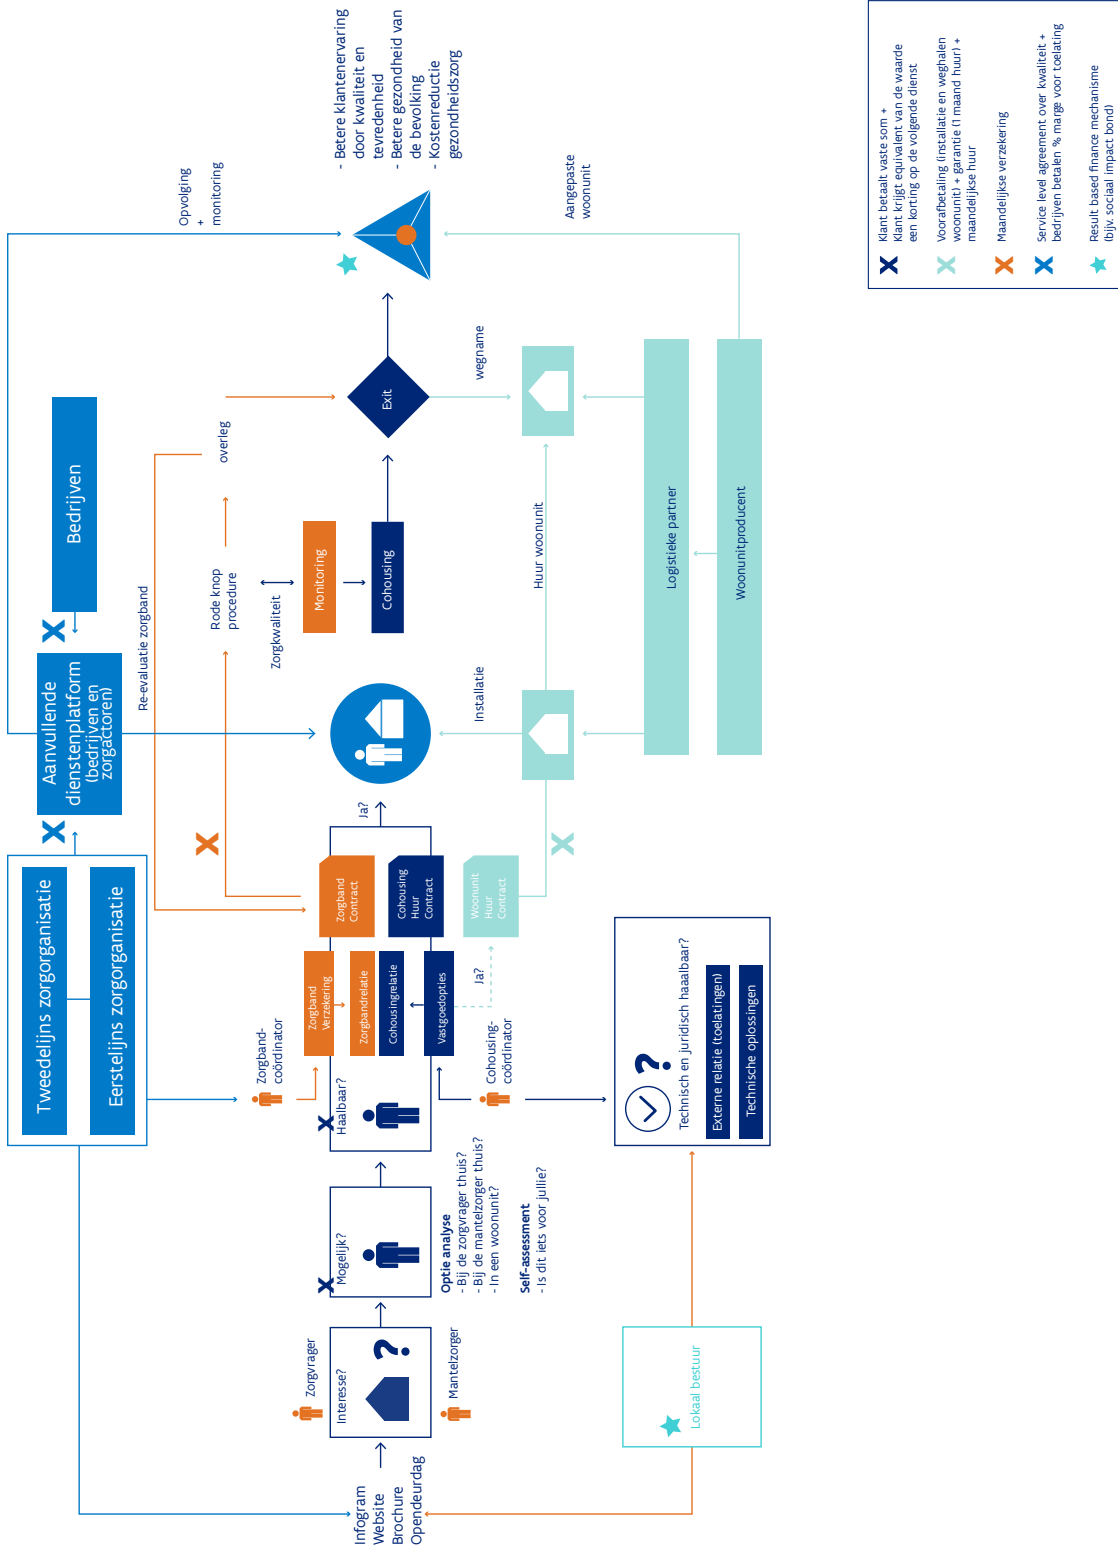 Tweedelijns zorgorganisatie
Eerstelijns zorgorganisatie
X
Aanvullende
dienstenplatform
(bedrijven en
zorgactoren)
X
Bedrijven
Opvolging
+
monitoring
Re-evaluatie zorgband
X
Rode knop
procedure
overleg
Zorgkwaliteit
Infogram
Website
Brochure
Opendeurdag
Zorgvrager
Interesse?
?
Mantelzorger
X
Mogelijk?
Optie analyse
- Bij de zorgvrager thuis?
- Bij de mantelzorger thuis?
- In een woonunit?
Self-assessment
- Is dit iets voor jullie?
X
Haalbaar?
Zorgband-
coördinator
Zorgband
Verzekering
Zorgbandrelatie
Cohousingrelatie
Vastgoedopties
Cohousing-
coördinator
Zorgband
Contract
Cohousing
Huur
Contract
Ja?
Woonunit
Huur
Contract
Ja?
X
Monitoring
Cohousing
Exit
- Betere klantenervaring
door kwaliteit en
tevredenheid
- Betere gezondheid van
de bevolking
- Kostenreductie
gezondheidszorg
Installatie
Huur woonunit
wegname
Aangepaste
woonunit
Logistieke partner
Woonunitproducent
?
Technisch en juridisch haaalbaar?
Externe relatie (toelatingen)
Technische oplossingen
Lokaal bestuur
X Klant betaalt vaste som +
Klant krijgt equivalent van de waarde
een korting op de volgende dienst
X Voorafbetaling (installatie en weghalen
woonunit) + garantie (1 maand huur) +
maandelijkse huur
X Maandelijkse verzekering
X Service level agreement over kwaliteit +
bedrijven betalen % marge voor toelating
Result based finance mechanisme
(bijv. sociaal impact bond)